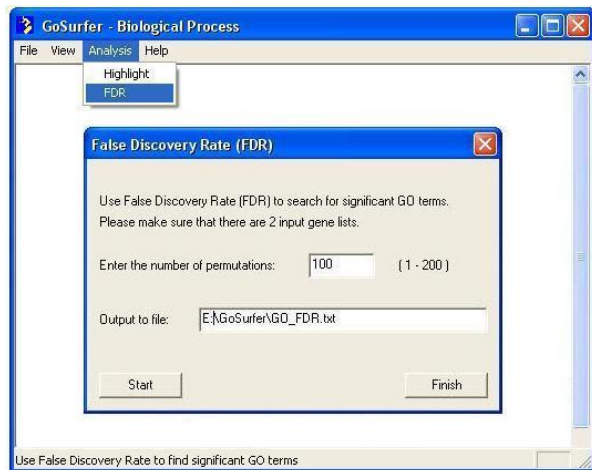 GoSurfer - Biological Process
File View Analysis Help
Highlight
FDR
False Discovery Rate (FDR)
Use False Discovery Rate (FDR) to search for significant GO terms.
Please make sure that there are 2 input gene lists.
Enter the number of permutations: 100 ( 1 - 200 )
Output to file: E:\GoSurfer\GO_FDR.txt
Start Finish
Use False Discovery Rate to find significant GO terms